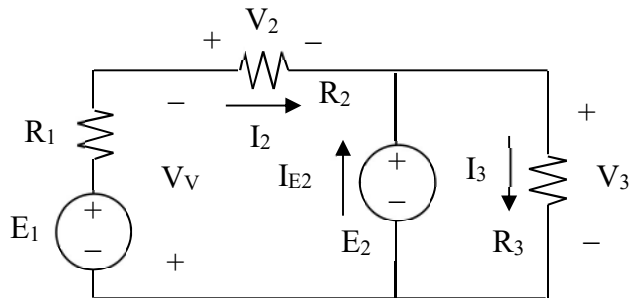 V2
+ −
R2
−
+
R1
I2
VV
IE2
+
−
I3
V3
E1
+
−
+
E2
R3
−